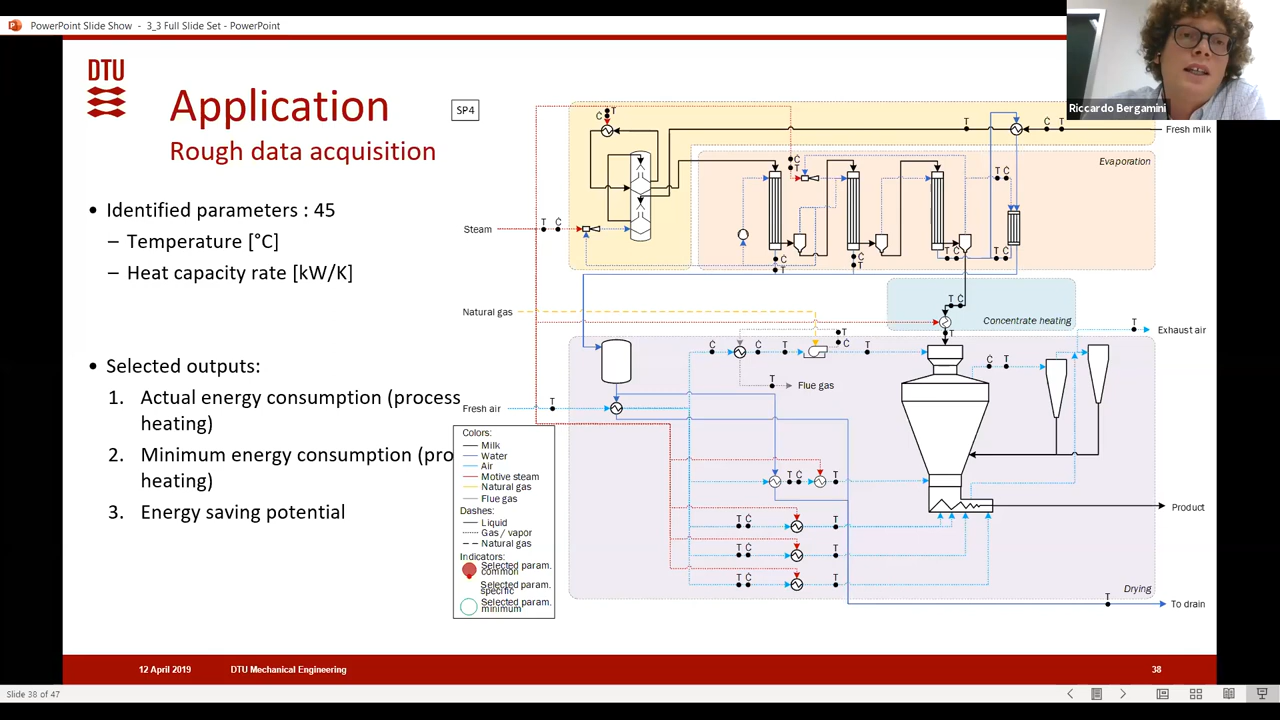 PowerPoint Slide Show - 3_3 Full Slide Set - PowerPoint
Riccardo Bergamini
DTU
Application
Rough data acquisition
• Identified parameters : 45
– Temperature [°C]
– Heat capacity rate [kW/K]
• Selected outputs:
1. Actual energy consumption (process
heating)
2. Minimum energy consumption (pro
heating)
3. Energy saving potential
SP4
C T
T C T
Fresh milk
Evaporation
C
T
T C
Steam
T C
C
T
C
T
T C
T C
T C
Concentrate heating
T
Natural gas
T
C
C C T T
T
Exhaust air
C T
T
Flue gas
Fresh air
T
T C T
T C T
T C T
T C T
Product
Drying
T
To drain
Colors:
Milk
Water
Air
Motive steam
Natural gas
Flue gas
Dashes:
Liquid
Gas / vapor
Natural gas
Indicators:
Selected param.
common
Selected param.
specific
Selected param.
minimum
12 April 2019
DTU Mechanical Engineering
38
Slide 38 of 47